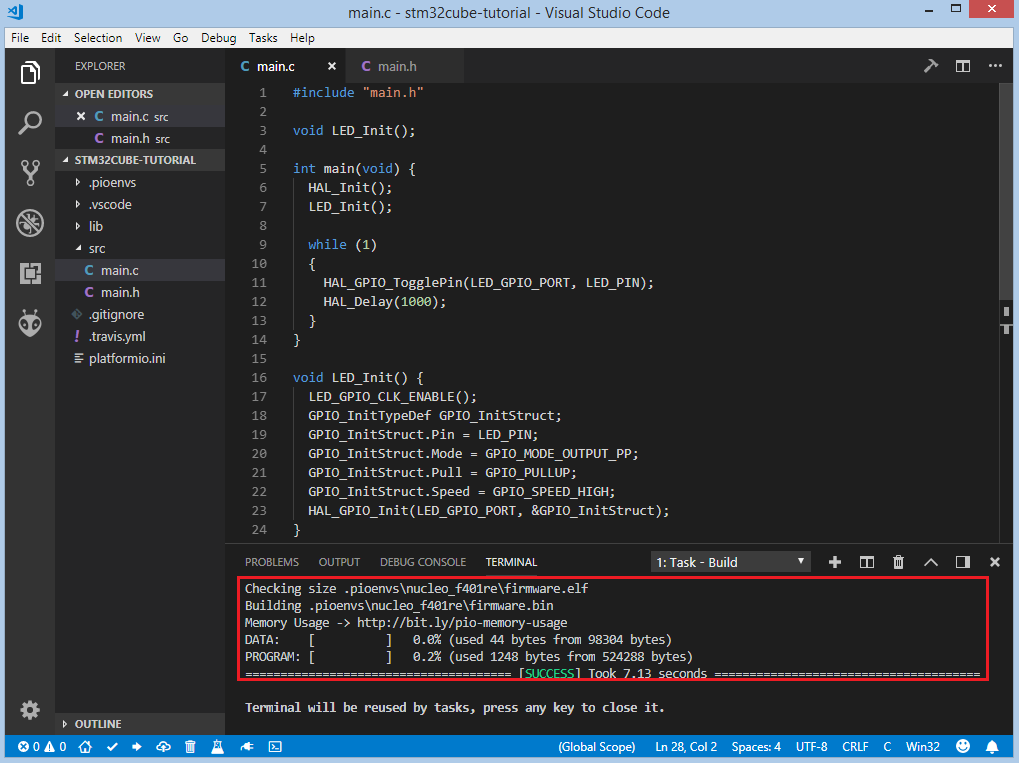 main.c - stm32cube-tutorial - Visual Studio Code
File Edit Selection View Go Debug Tasks Help
EXPLORER
OPEN EDITORS
main.c src
main.h src
STM32CUBE-TUTORIAL
.pioenvs
.vscode
lib
src
main.c
main.h
.gitignore
.travis.yml
platformio.ini
OUTLINE
C main.c C main.h
1 #include "main.h"
2
3 void LED_Init();
4
5 int main(void) {
6 HAL_Init();
7 LED_Init();
8
9 while (1)
10 {
11 HAL_GPIO_TogglePin(LED_GPIO_PORT, LED_PIN);
12 HAL_Delay(1000);
13 }
14 }
15
16 void LED_Init() {
17 LED_GPIO_CLK_ENABLE();
18 GPIO_InitTypeDef GPIO_InitStruct;
19 GPIO_InitStruct.Pin = LED_PIN;
20 GPIO_InitStruct.Mode = GPIO_MODE_OUTPUT_PP;
21 GPIO_InitStruct.Pull = GPIO_PULLUP;
22 GPIO_InitStruct.Speed = GPIO_SPEED_HIGH;
23 HAL_GPIO_Init(LED_GPIO_PORT, &GPIO_InitStruct);
24 }
PROBLEMS OUTPUT DEBUG CONSOLE TERMINAL 1: Task - Build
Checking size .pioenvs\nucleo_f401re\firmware.elf
Building .pioenvs\nucleo_f401re\firmware.bin
Memory Usage -> http://bit.ly/pio-memory-usage
DATA: [ ] 0.0% (used 44 bytes from 98304 bytes)
PROGRAM: [ ] 0.2% (used 1248 bytes from 524288 bytes)
====================================== [SUCCESS] Took 7.13 seconds ======================================
Terminal will be reused by tasks, press any key to close it.
0 0 (Global Scope) Ln 28, Col 2 Spaces: 4 UTF-8 CRLF C Win32